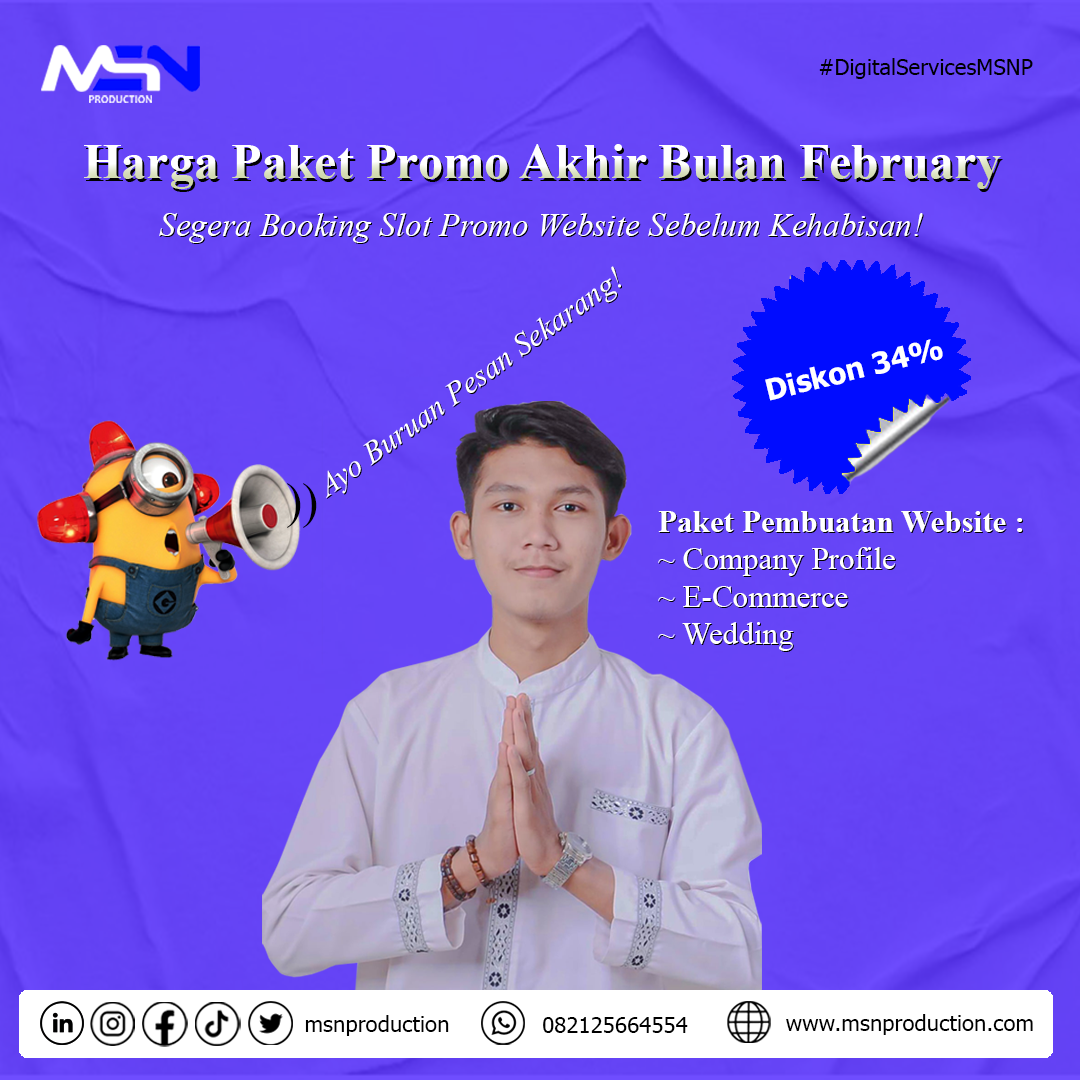 MSN
PRODUCTION
#DigitalServicesMSNP
Harga Paket Promo Akhir Bulan February
Segera Booking Slot Promo Website Sebelum Kehabisan!
Ayo Buruan Pesan Sekarang!
Diskon 34%
Paket Pembuatan Website :
~ Company Profile
~ E-Commerce
~ Wedding
msnproduction
082125664554
www.msnproduction.com